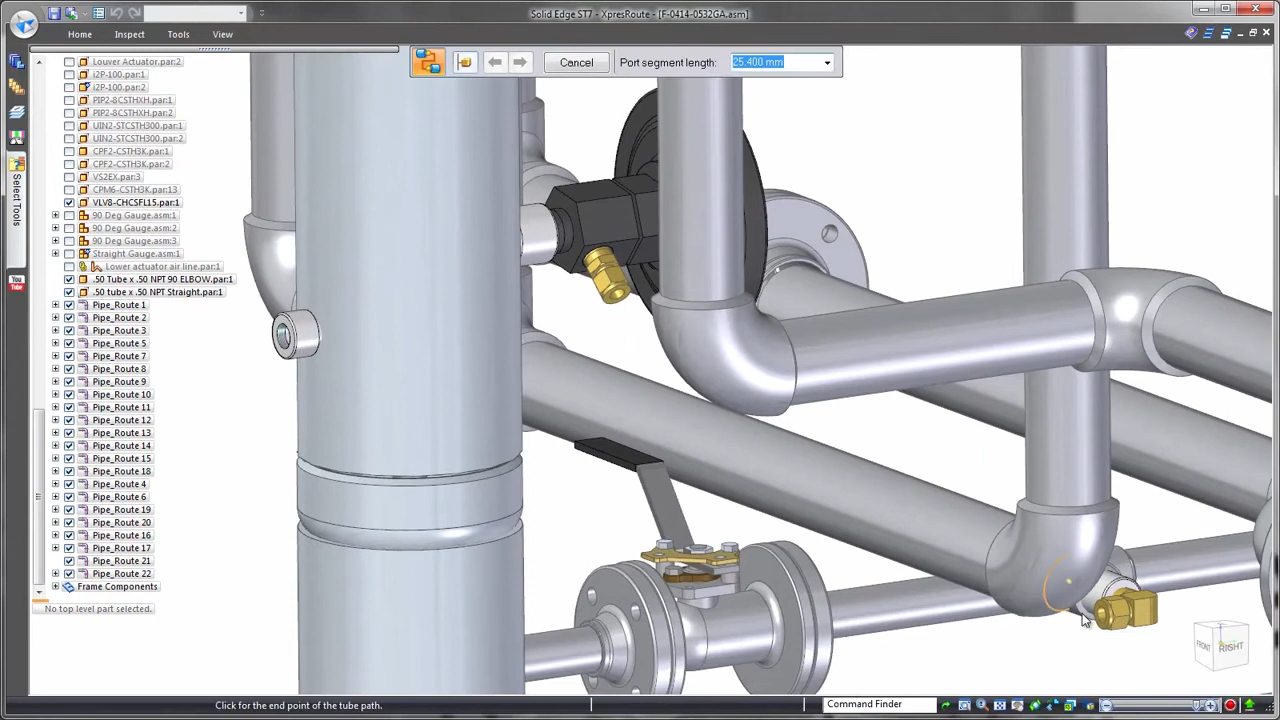 Solid Edge ST7 - XpresRoute - [F-0414-0532GA.asm]
Home Inspect Tools View
Cancel Port segment length: 25.400 mm
Louver Actuator.par:2
i2P-100.par:1
i2P-100.par:2
PIP2-8CSTHXH.par:1
PIP2-8CSTHXH.par:2
UIN2-STCSTH300.par:1
UIN2-STCSTH300.par:2
CPF2-CSTH3K.par:1
CPF2-CSTH3K.par:2
VS2EX.par:3
CPM6-CSTH3K.par:13
VLV8-CHCSFL15.par:1
90 Deg Gauge.asm:1
90 Deg Gauge.asm:2
90 Deg Gauge.asm:3
Straight Gauge.asm:1
Lower actuator air line.par:1
.50 Tube x .50 NPT 90 ELBOW.par:1
.50 Tube x .50 NPT Straight.par:1
Pipe_Route 1
Pipe_Route 2
Pipe_Route 3
Pipe_Route 5
Pipe_Route 7
Pipe_Route 8
Pipe_Route 9
Pipe_Route 10
Pipe_Route 11
Pipe_Route 12
Pipe_Route 13
Pipe_Route 14
Pipe_Route 15
Pipe_Route 18
Pipe_Route 4
Pipe_Route 6
Pipe_Route 19
Pipe_Route 20
Pipe_Route 16
Pipe_Route 17
Pipe_Route 21
Pipe_Route 22
Frame Components
No top level part selected.
Select Tools
You Tube
FRONT RIGHT
Click for the end point of the tube path.
Command Finder